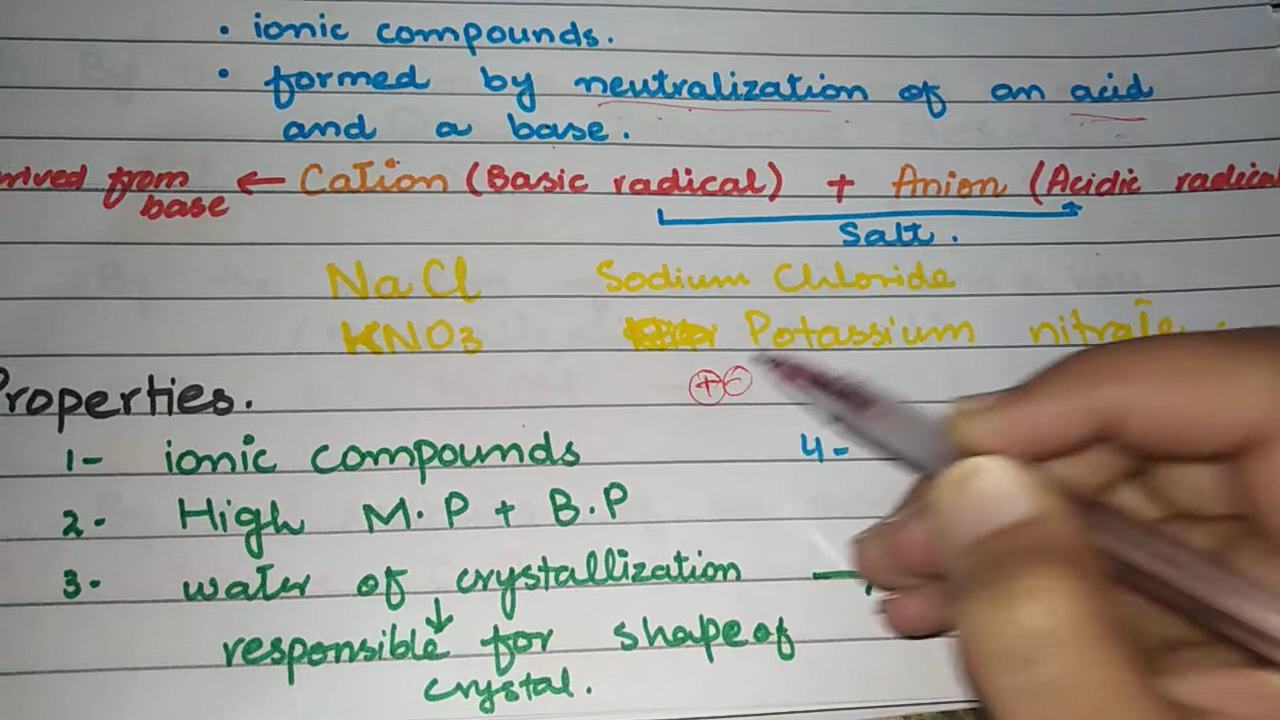 • ionic compounds.
• formed by neutralization of an acid
and a base.
from ← Cation (Basic radical) + Anion (Acidic radical
base
Salt.
NaCl Sodium Chloride
KNO3 Potassium nitrate.
Properties.
+ -
1- ionic compounds 4-
2- High M.P + B.P
3- water of crystallization
responsible for shape of
crystal.